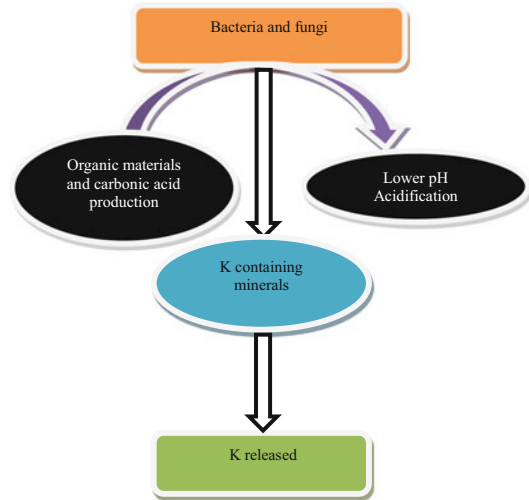 Bacteria and fungi
Organic materials
and carbonic acid
production
Lower pH
Acidification
K containing
minerals
K released